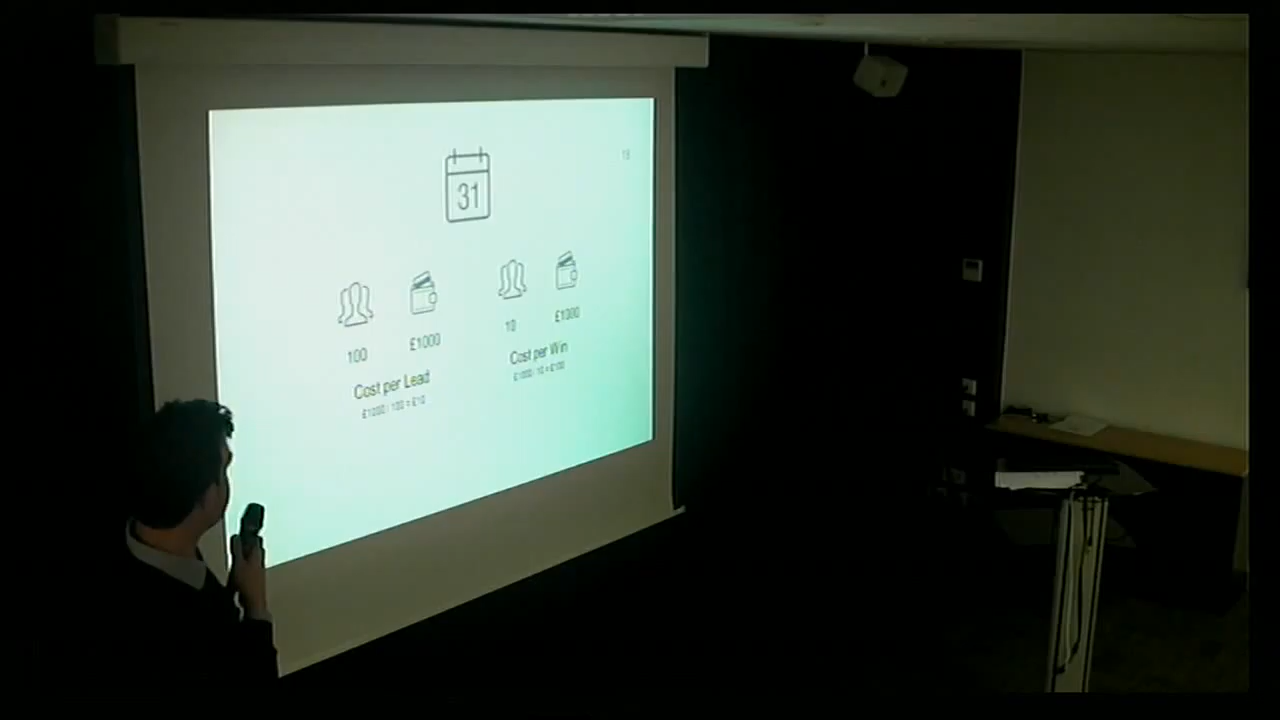 31
100
£1000
Cost per Lead
£1000 / 100 = £10
10
£1000
Cost per Win
£1000 / 10 = £100